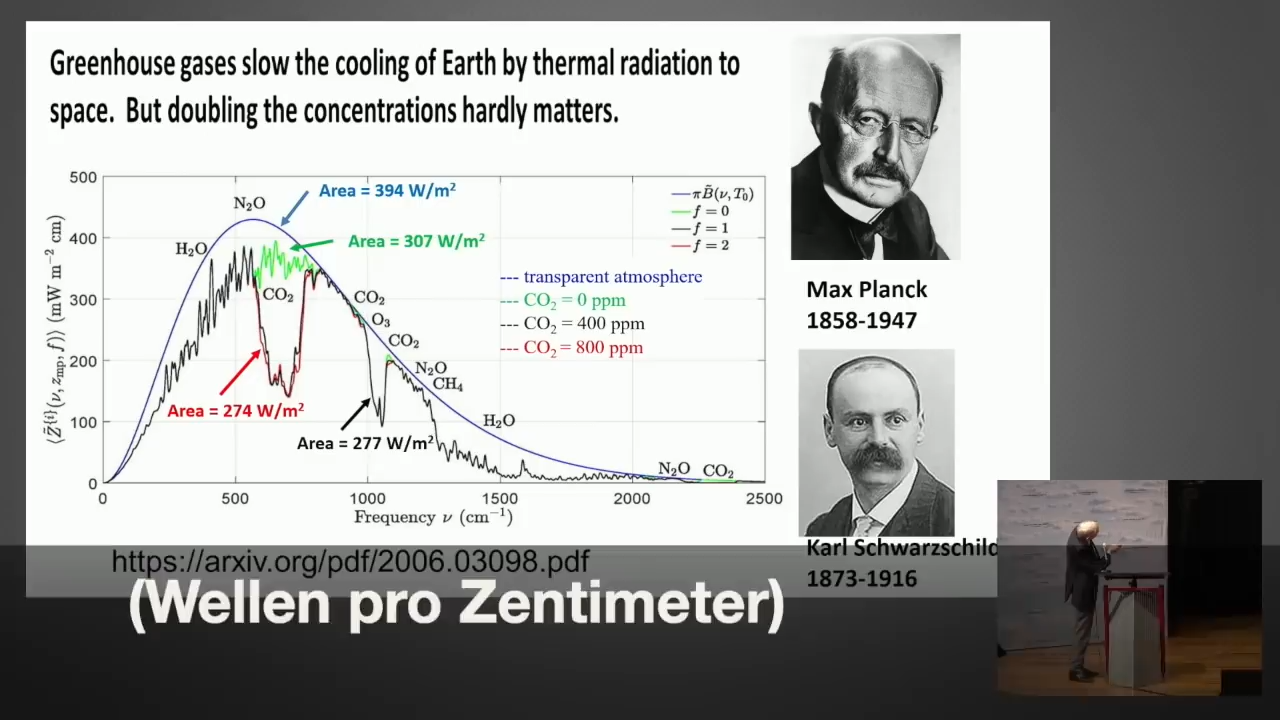 Greenhouse gases slow the cooling of Earth by thermal radiation to
space. But doubling the concentrations hardly matters.
500
400
300
200
100
0
⟨Z̃{i}(ν, zmp, f)⟩ (mW m−2 cm)
N2O
H2O
CO2
Area = 394 W/m²
Area = 307 W/m²
πB̃(ν,T0)
f = 0
f = 1
f = 2
--- transparent atmosphere
--- CO2 = 0 ppm
--- CO2 = 400 ppm
--- CO2 = 800 ppm
CO2
O3
CO2
N2O
CH4
H2O
N2O
CO2
Area = 274 W/m²
Area = 277 W/m²
0
500
1000
1500
2000
2500
Frequency ν (cm−1)
Max Planck
1858-1947
Karl Schwarzschild
1873-1916
https://arxiv.org/pdf/2006.03098.pdf
(Wellen pro Zentimeter)